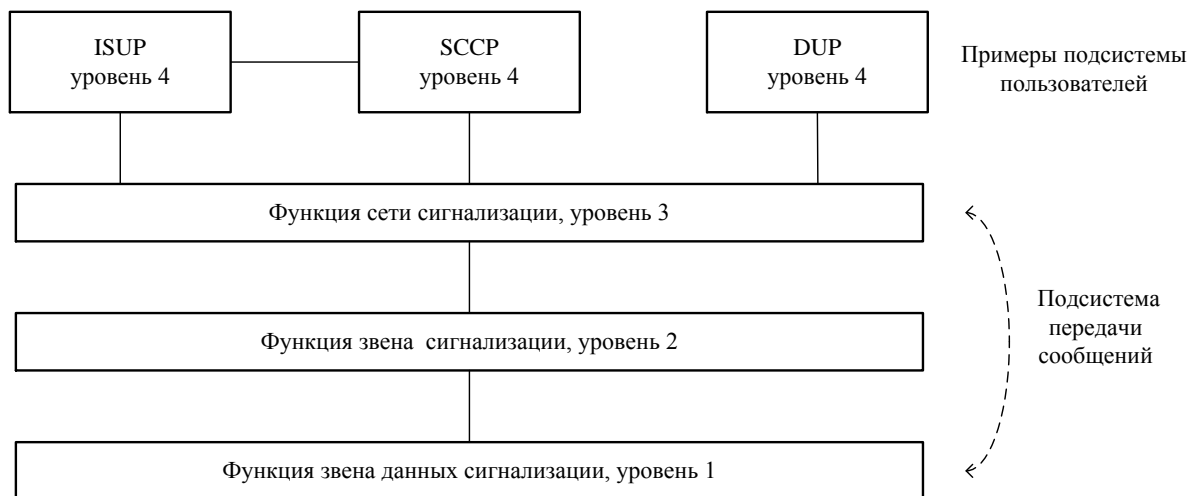 ISUP
уровень 4
SCCP
уровень 4
DUP
уровень 4
Примеры подсистемы
пользователей
Функция сети сигнализации, уровень 3
Функция звена сигнализации, уровень 2
Подсистема
передачи
сообщений
Функция звена данных сигнализации, уровень 1